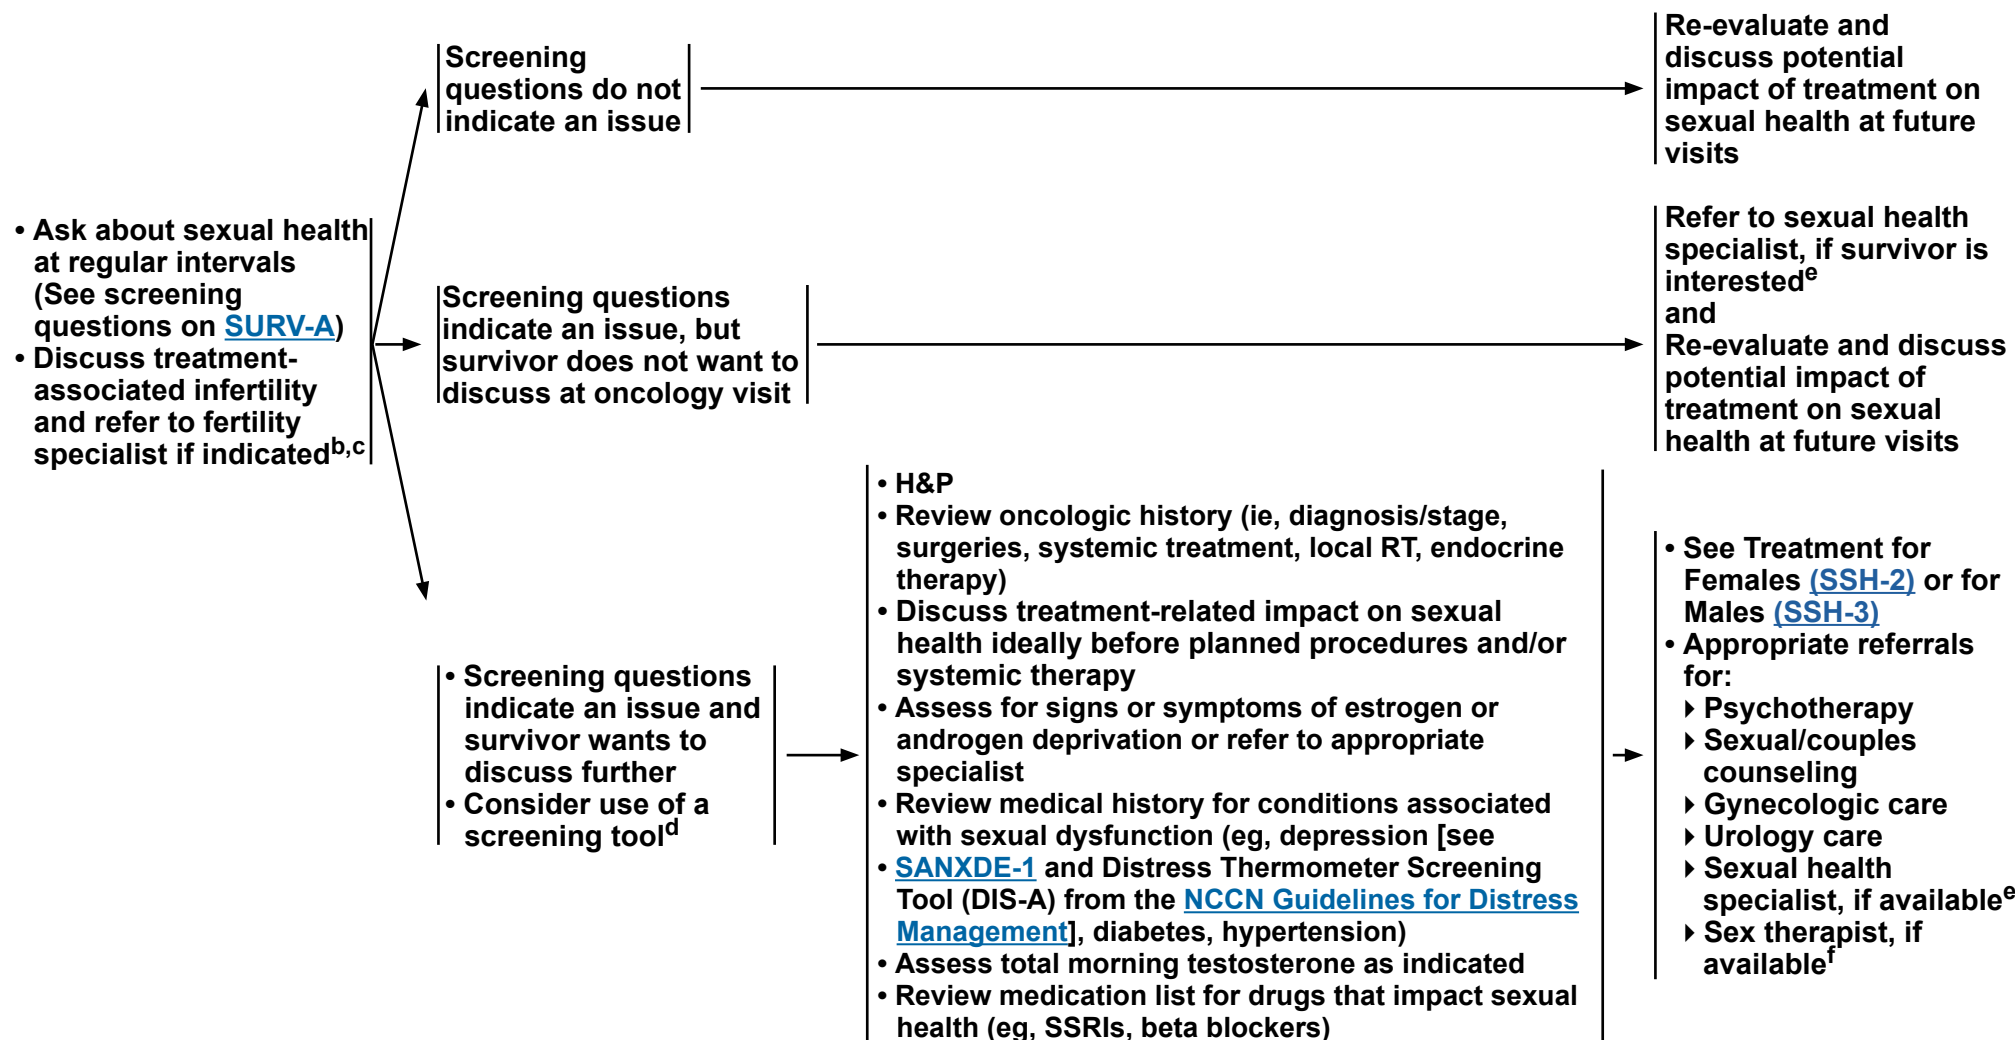 • Ask about sexual health
at regular intervals
(See screening
questions on SURV-A)
• Discuss treatment-
associated infertility
and refer to fertility
specialist if indicatedb,c
Screening
questions do not
indicate an issue
Re-evaluate and
discuss potential
impact of treatment on
sexual health at future
visits
Screening questions
indicate an issue, but
survivor does not want to
discuss at oncology visit
Refer to sexual health
specialist, if survivor is
interestede
and
Re-evaluate and discuss
potential impact of
treatment on sexual
health at future visits
• Screening questions
indicate an issue and
survivor wants to
discuss further
• Consider use of a
screening toold
• H&P
• Review oncologic history (ie, diagnosis/stage,
surgeries, systemic treatment, local RT, endocrine
therapy)
• Discuss treatment-related impact on sexual
health ideally before planned procedures and/or
systemic therapy
• Assess for signs or symptoms of estrogen or
androgen deprivation or refer to appropriate
specialist
• Review medical history for conditions associated
with sexual dysfunction (eg, depression [see
• SANXDE-1 and Distress Thermometer Screening
Tool (DIS-A) from the NCCN Guidelines for Distress
Management], diabetes, hypertension)
• Assess total morning testosterone as indicated
• Review medication list for drugs that impact sexual
health (eg, SSRIs, beta blockers)
• See Treatment for
Females (SSH-2) or for
Males (SSH-3)
• Appropriate referrals
for:
▸ Psychotherapy
▸ Sexual/couples
counseling
▸ Gynecologic care
▸ Urology care
▸ Sexual health
specialist, if availablee
▸ Sex therapist, if
availablef